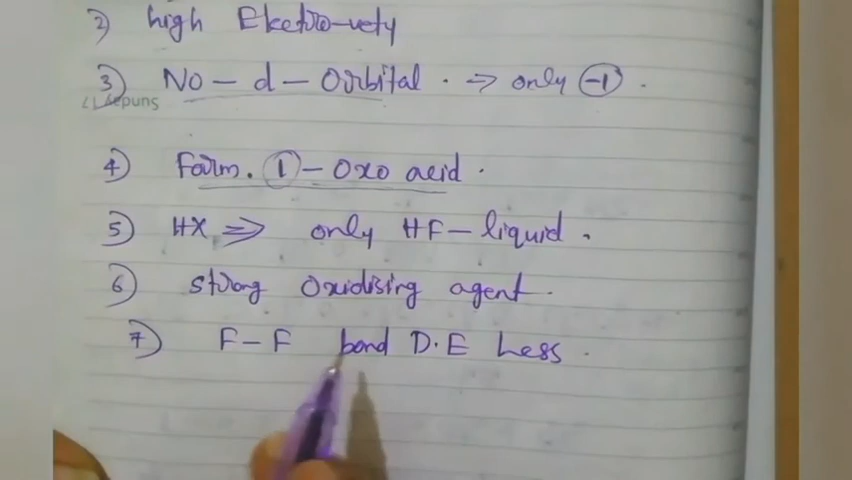 2) high Eketro-vety
3) No - d - Orbital . → only (-1) .
4) Form. (1) - Oxo acid .
5) HX ⇒ only HF - liquid .
6) strong Oxidising agent .
7) F - F bond D.E Less .